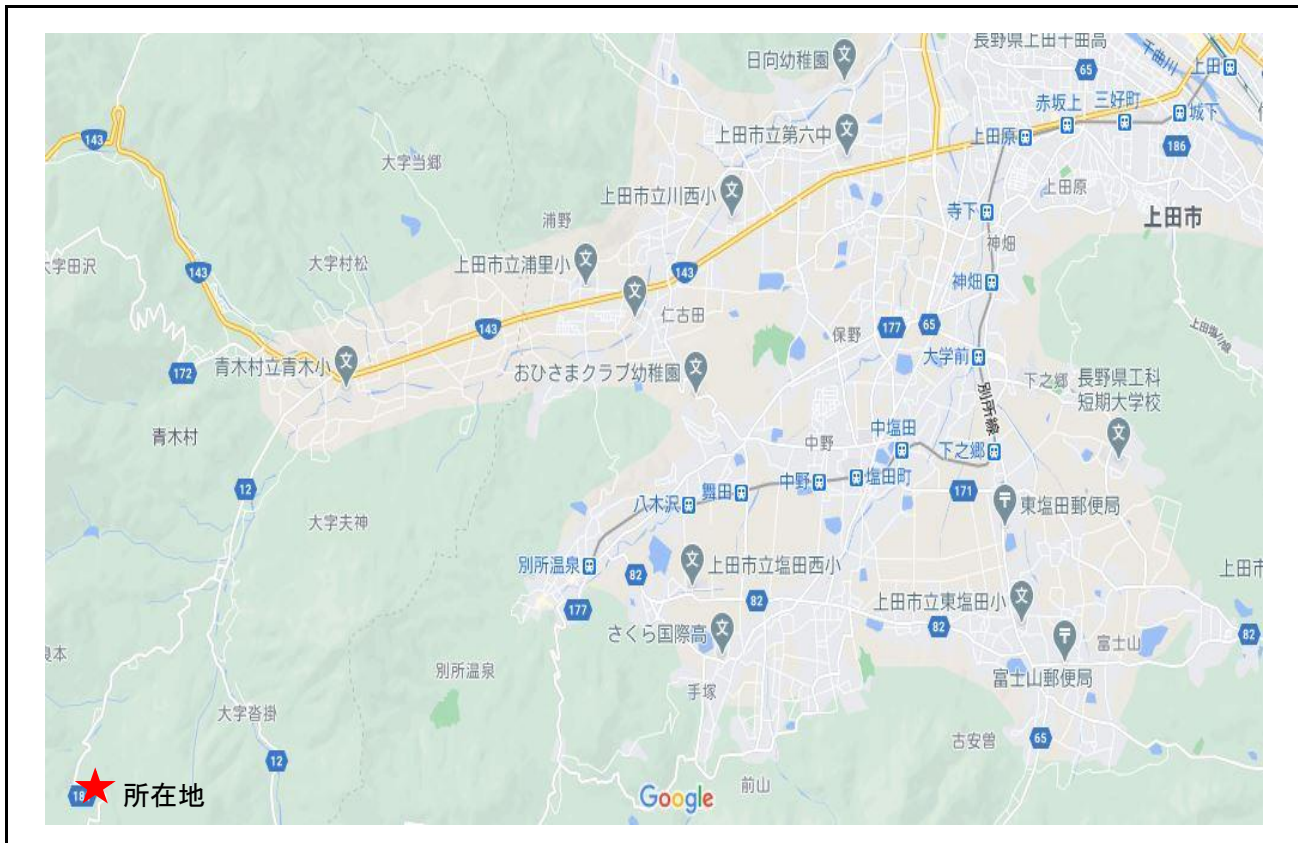 長野県上田千曲高
日向幼稚園
65
千曲川
上田
赤坂上
三好町
城下
143
上田市立第六中
上田原
186
大字当郷
上田市立川西小
上田原
浦野
寺下
上田市
神畑
大字田沢
143
大字村松
上田市立浦里小
143
神畑
仁古田
143
保野
177
65
172
青木村立青木小
おひさまクラブ幼稚園
大学前
下之郷
長野県工科
短期大学校
別所線
青木村
中野
中塩田
下之郷
12
八木沢
舞田
中野
塩田町
171
東塩田郵便局
大字夫神
別所温泉
82
上田市立塩田西小
177
82
上田市立東塩田小
さくら国際高
82
富士山
82
別所温泉
富士山郵便局
手塚
大字沓掛
古安曽
65
12
前山
所在地
Google